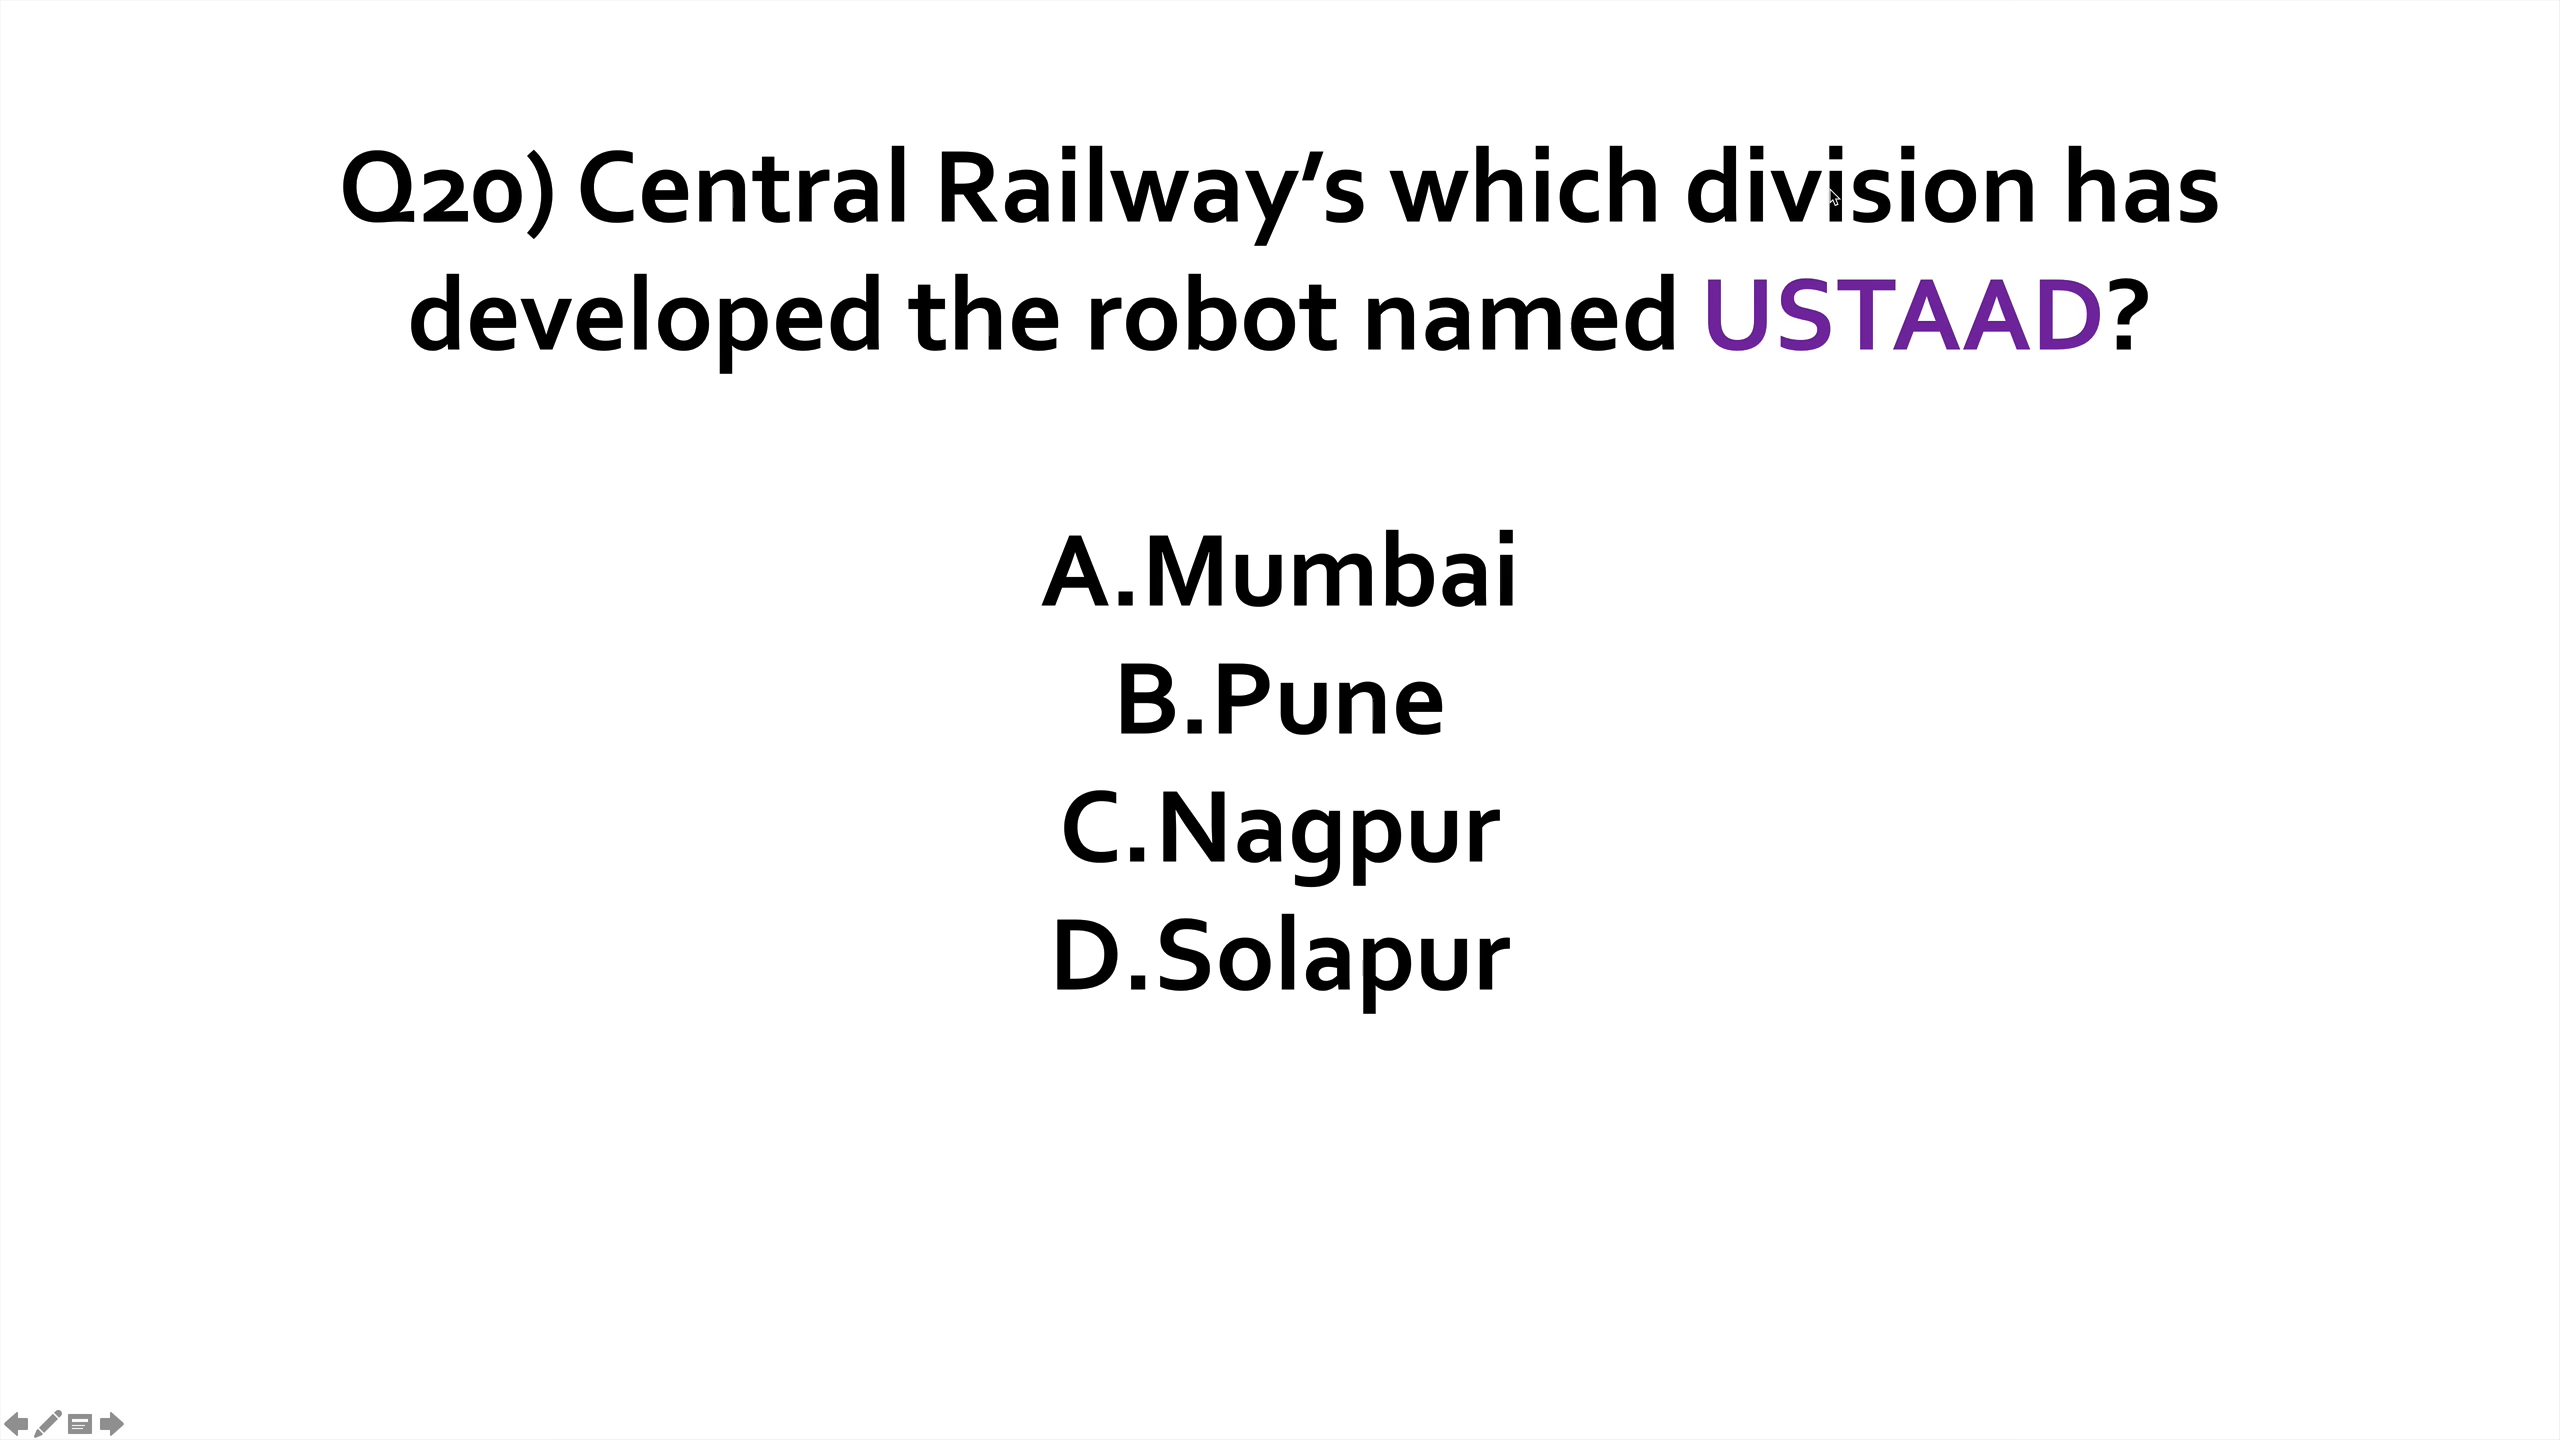 Q20) Central Railway’s which division has
developed the robot named USTAAD?
A.Mumbai
B.Pune
C.Nagpur
D.Solapur